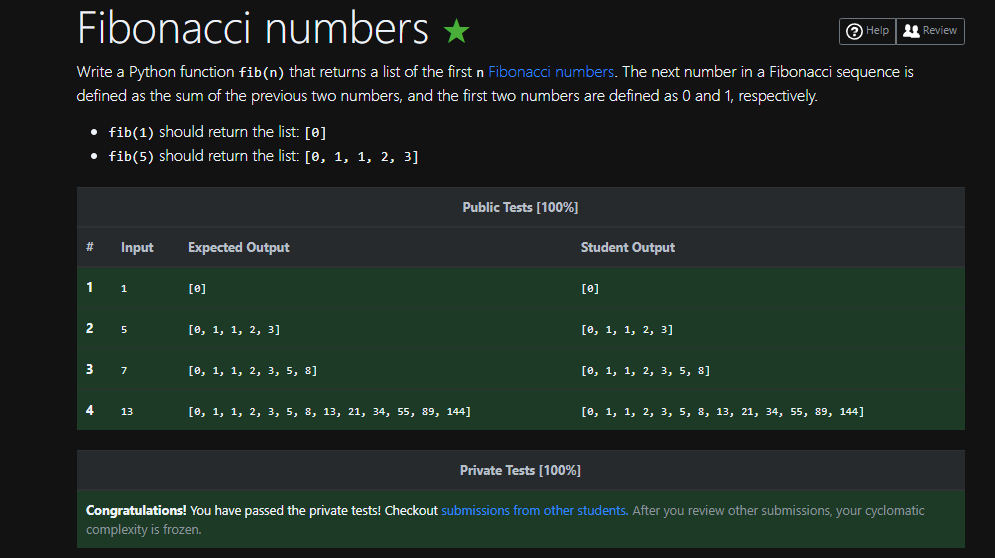 Fibonacci numbers
Help
Review
Write a Python function fib(n) that returns a list of the first n Fibonacci numbers. The next number in a Fibonacci sequence is
defined as the sum of the previous two numbers, and the first two numbers are defined as 0 and 1, respectively.
fib(1) should return the list: [0]
fib(5) should return the list: [0, 1, 1, 2, 3]
Public Tests [100%]
# Input Expected Output Student Output
1 1 [0] [0]
2 5 [0, 1, 1, 2, 3] [0, 1, 1, 2, 3]
3 7 [0, 1, 1, 2, 3, 5, 8] [0, 1, 1, 2, 3, 5, 8]
4 13 [0, 1, 1, 2, 3, 5, 8, 13, 21, 34, 55, 89, 144] [0, 1, 1, 2, 3, 5, 8, 13, 21, 34, 55, 89, 144]
Private Tests [100%]
Congratulations! You have passed the private tests! Checkout submissions from other students. After you review other submissions, your cyclomatic
complexity is frozen.